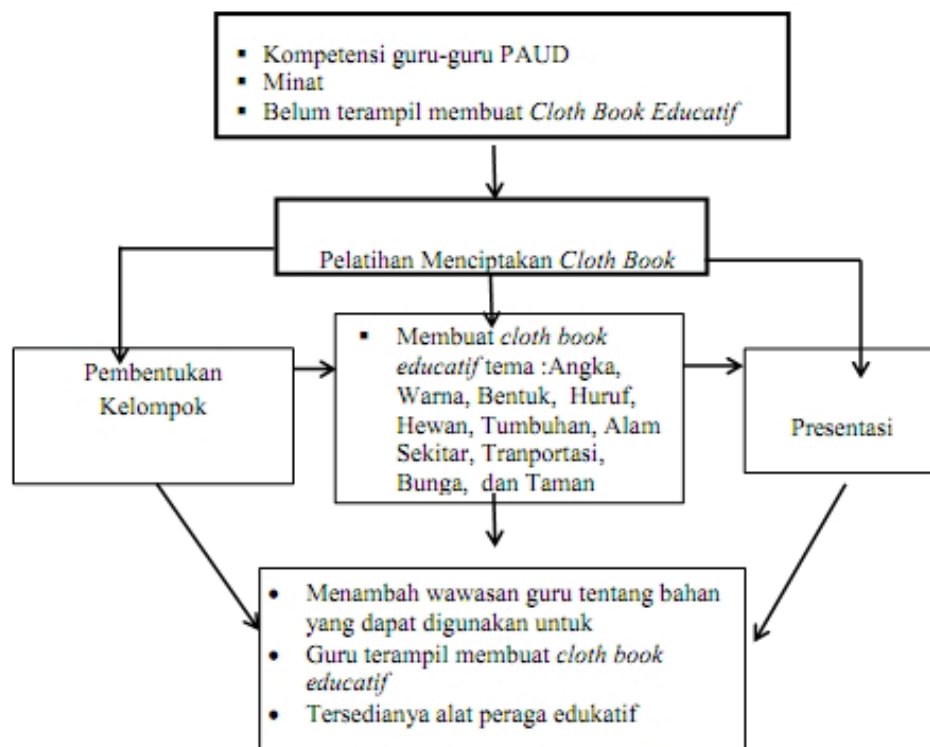 ▪ Kompetensi guru-guru PAUD
▪ Minat
▪ Belum terampil membuat Cloth Book Educatif
Pelatihan Menciptakan Cloth Book
Pembentukan
Kelompok
▪ Membuat cloth book
educatif tema :Angka,
Warna, Bentuk, Huruf,
Hewan, Tumbuhan, Alam
Sekitar, Tranportasi,
Bunga, dan Taman
Presentasi
• Menambah wawasan guru tentang bahan
yang dapat digunakan untuk
• Guru terampil membuat cloth book
educatif
• Tersedianya alat peraga edukatif